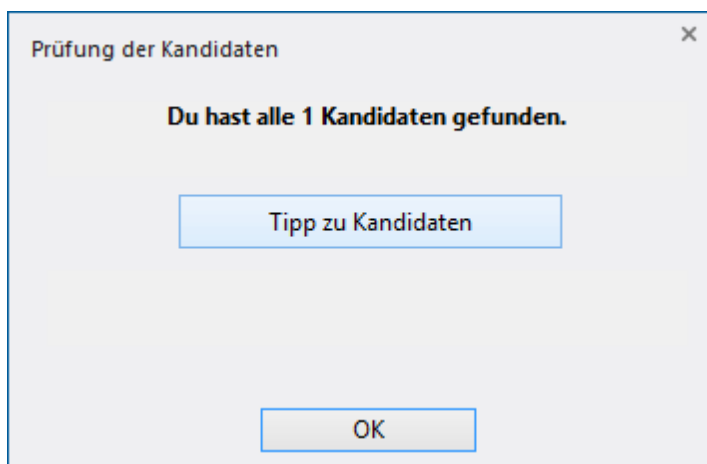 Prüfung der Kandidaten
Du hast alle 1 Kandidaten gefunden.
Tipp zu Kandidaten
OK